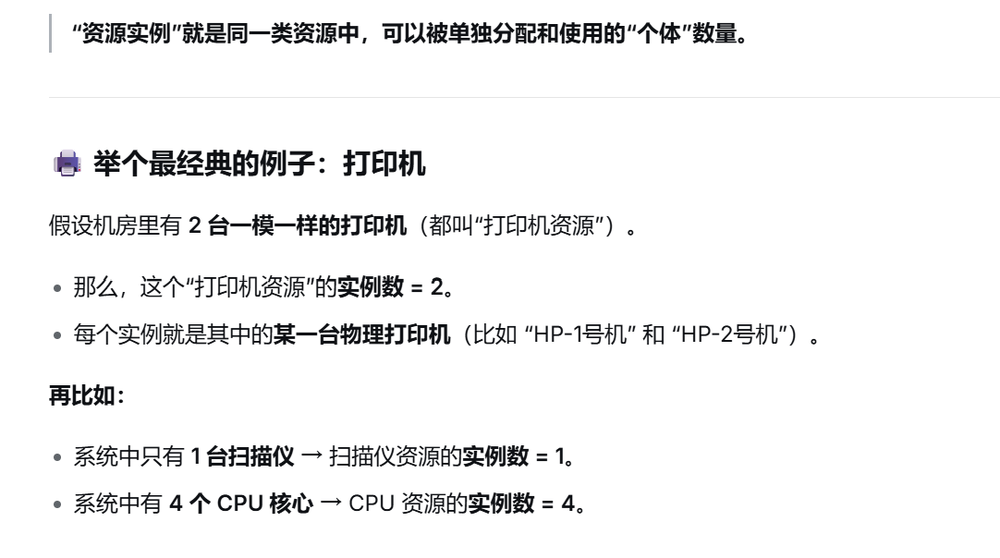 “资源实例”就是同一类资源中，可以被单独分配和使用的“个体”数量。
举个最经典的例子：打印机
假设机房里有 2 台一模一样的打印机（都叫“打印机资源”）。
那么，这个“打印机资源”的实例数 = 2。
每个实例就是其中的某一台物理打印机（比如 “HP-1号机” 和 “HP-2号机”）。
再比如：
系统中只有 1 台扫描仪 → 扫描仪资源的实例数 = 1。
系统中有 4 个 CPU 核心 → CPU 资源的实例数 = 4。